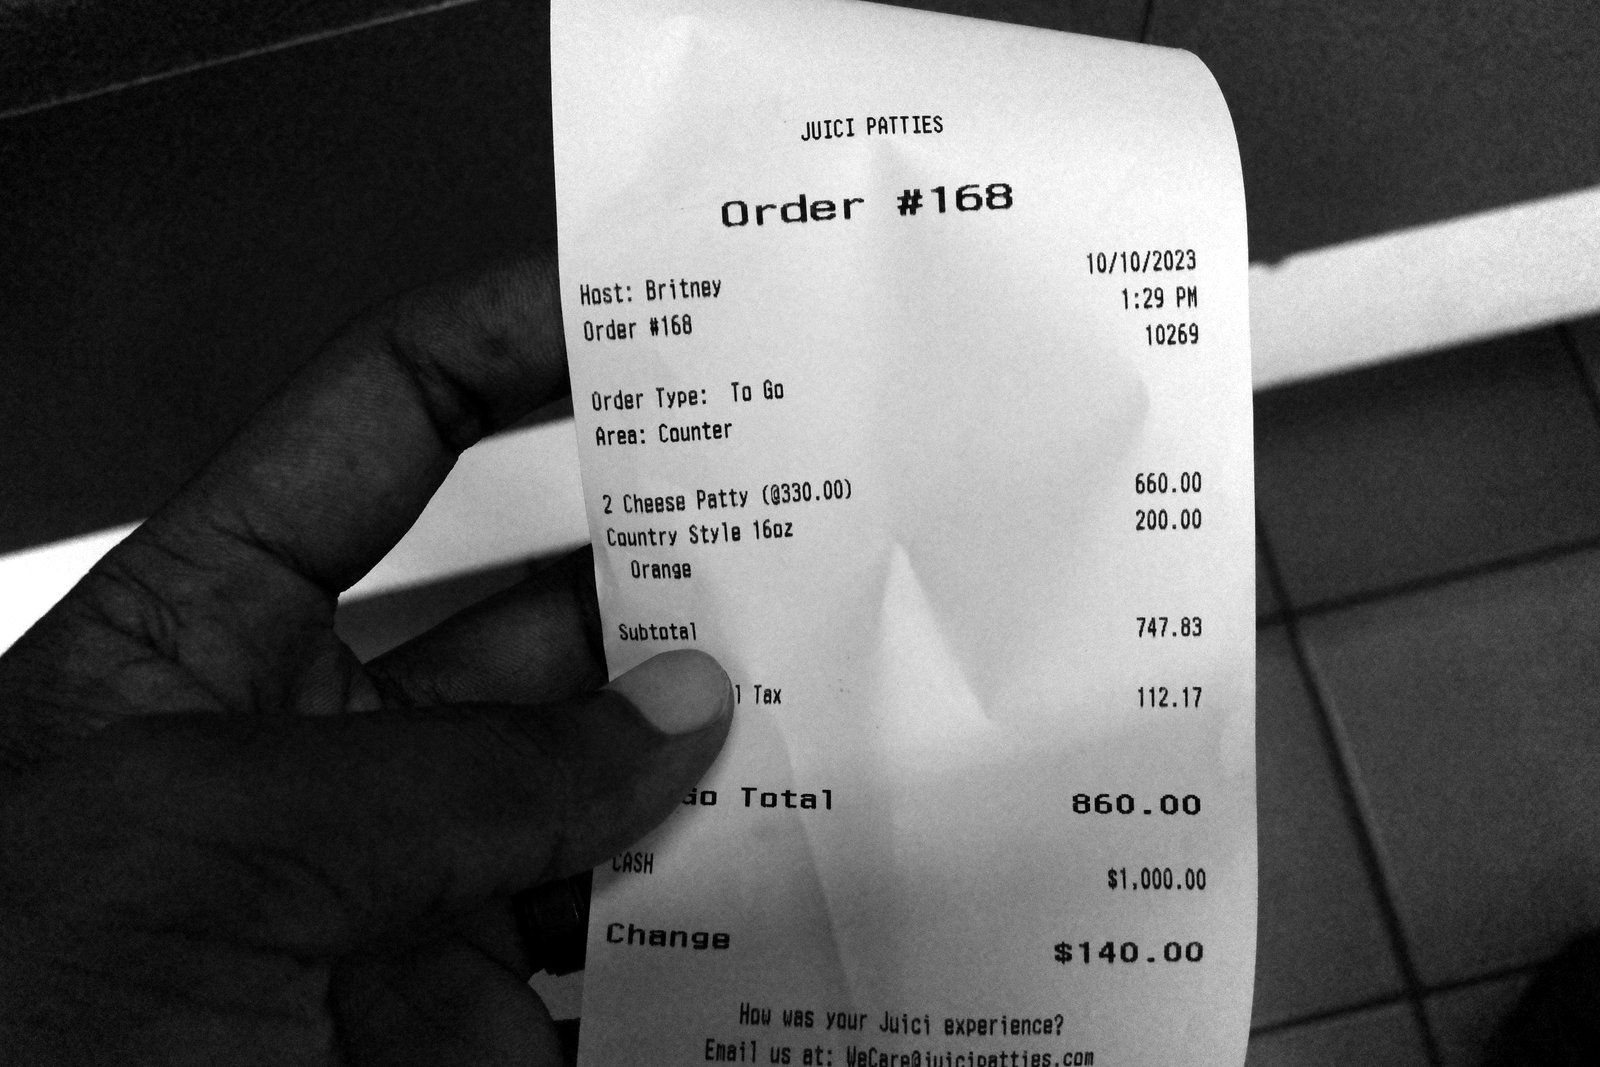 JUICI PATTIES
Order #168
10/10/2023
Host: Britney 1:29 PM
Order #168 10269
Order Type: To Go
Area: Counter
2 Cheese Patty (@330.00) 660.00
Country Style 16oz 200.00
Orange
Subtotal 747.83
Tax 112.17
Go Total 860.00
CASH $1,000.00
Change $140.00
How was your Juici experience?
Email us at: WeCare@juicipatties.com